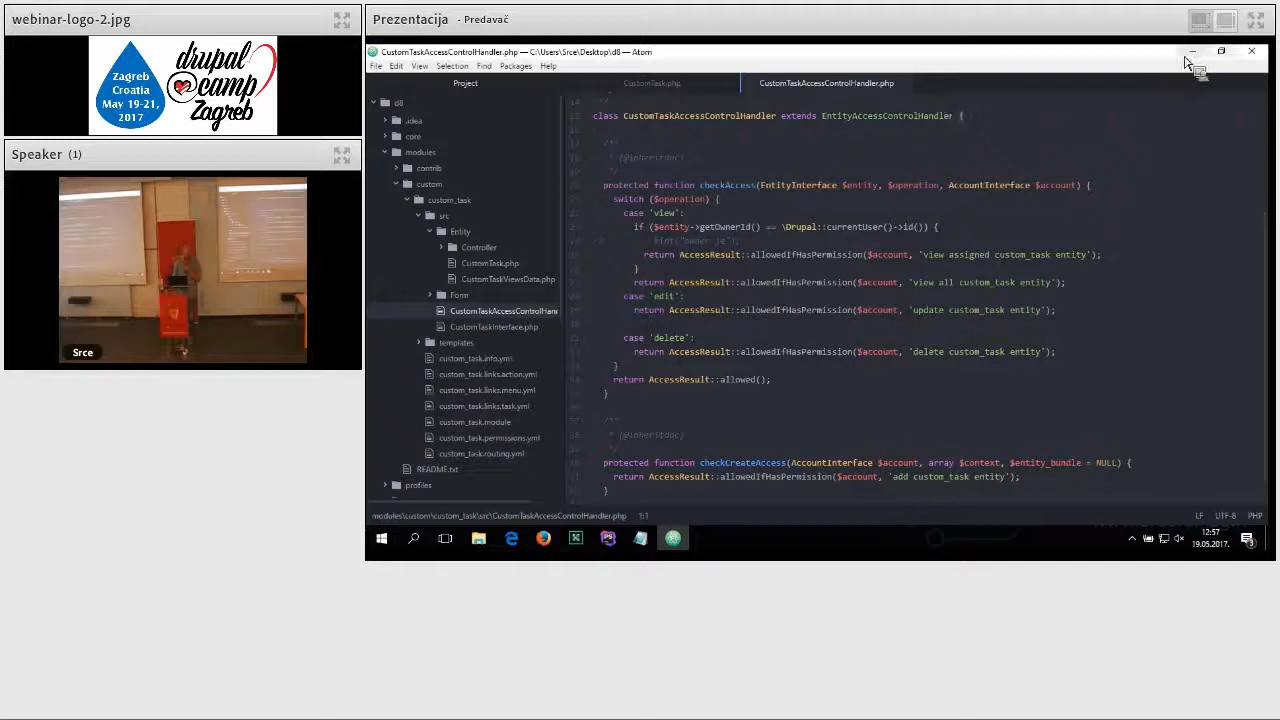 webinar-logo-2.jpg
Zagreb
Croatia
May 19-21,
2017
drupal
camp
Zagreb
Speaker (1)
Srce
Prezentacija - Predavač
CustomTaskAccessControlHandler.php — C:\Users\Srce\Desktop\d8 — Atom
File Edit View Selection Find Packages Help
Project
CustomTask.php
CustomTaskAccessControlHandler.php
d8
.idea
core
modules
contrib
custom
custom_task
src
Entity
Controller
CustomTask.php
CustomTaskViewsData.php
Form
CustomTaskAccessControlHand
CustomTaskInterface.php
templates
custom_task.info.yml
custom_task.links.action.yml
custom_task.links.menu.yml
custom_task.links.task.yml
custom_task.module
custom_task.permissions.yml
custom_task.routing.yml
README.txt
profiles
class CustomTaskAccessControlHandler extends EntityAccessControlHandler {
/**
* {@inheritdoc}
*/
protected function checkAccess(EntityInterface $entity, $operation, AccountInterface $account) {
switch ($operation) {
case 'view':
if ($entity->getOwnerId() == \Drupal::currentUser()->id()) {
return AccessResult::allowedIfHasPermission($account, 'view assigned custom_task entity');
}
return AccessResult::allowedIfHasPermission($account, 'view all custom_task entity');
case 'edit':
return AccessResult::allowedIfHasPermission($account, 'update custom_task entity');
case 'delete':
return AccessResult::allowedIfHasPermission($account, 'delete custom_task entity');
}
return AccessResult::allowed();
}
/**
* {@inheritdoc}
*/
protected function checkCreateAccess(AccountInterface $account, array $context, $entity_bundle = NULL) {
return AccessResult::allowedIfHasPermission($account, 'add custom_task entity');
}
modules\custom\custom_task\src\CustomTaskAccessControlHandler.php 1:1
LF UTF-8 PHP
12:57
19.05.2017.